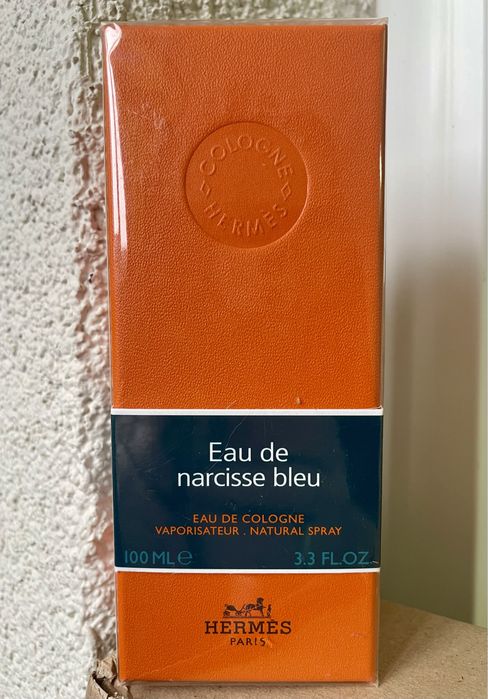 COLOGNE
HERMÈS
Eau de
narcisse bleu
EAU DE COLOGNE
VAPORISATEUR . NATURAL SPRAY
100 ML ℮ 3.3 FL.OZ.
HERMÈS
PARIS